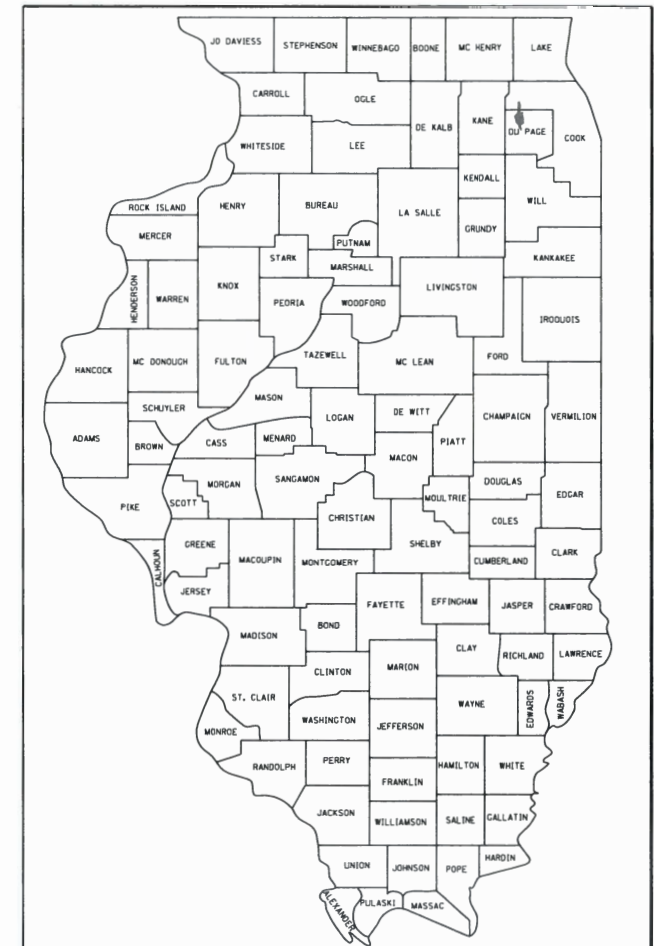 JO DAVIESS
STEPHENSON
WINNEBAGO
BOONE
MC HENRY
LAKE
CARROLL
OGLE
DE KALB
KANE
DU PAGE
COOK
WHITESIDE
LEE
KENDALL
WILL
ROCK ISLAND
HENRY
BUREAU
LA SALLE
GRUNDY
MERCER
PUTNAM
STARK
MARSHALL
KANKAKEE
HENDERSON
WARREN
KNOX
PEORIA
WOODFORD
LIVINGSTON
IROQUOIS
HANCOCK
MC DONOUGH
FULTON
TAZEWELL
MC LEAN
FORD
MASON
SCHUYLER
LOGAN
DE WITT
CHAMPAIGN
VERMILION
ADAMS
BROWN
CASS
MENARD
PIATT
MACON
PIKE
SCOTT
MORGAN
SANGAMON
MOULTRIE
DOUGLAS
EDGAR
CHRISTIAN
COLES
CALHOUN
GREENE
MACOUPIN
MONTGOMERY
SHELBY
CUMBERLAND
CLARK
JERSEY
FAYETTE
EFFINGHAM
JASPER
CRAWFORD
MADISON
BOND
CLAY
RICHLAND
LAWRENCE
CLINTON
MARION
ST. CLAIR
WAYNE
EDWARDS
WABASH
MONROE
WASHINGTON
JEFFERSON
RANDOLPH
PERRY
HAMILTON
WHITE
FRANKLIN
JACKSON
WILLIAMSON
SALINE
GALLATIN
UNION
JOHNSON
POPE
HARDIN
ALEXANDER
PULASKI
MASSAC